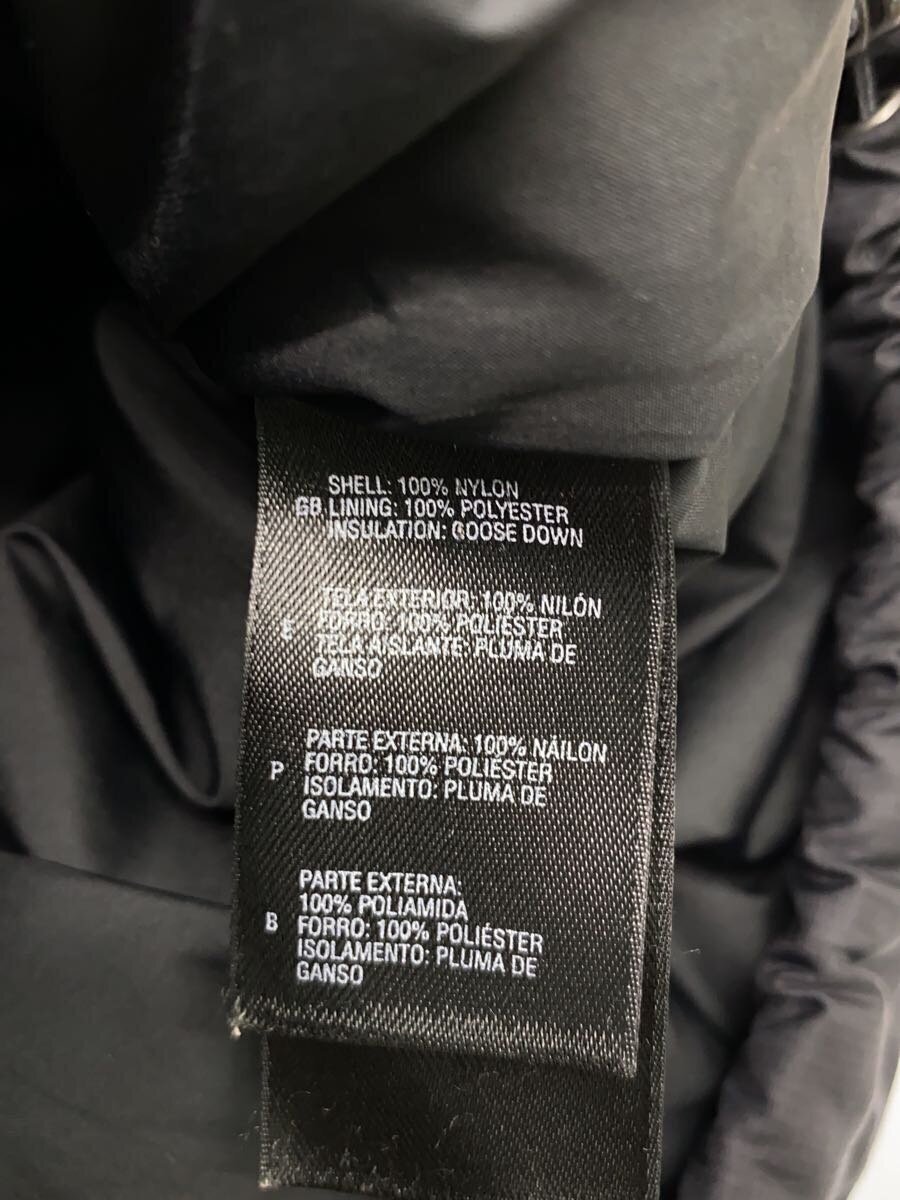 SHELL: 100% NYLON
GB LINING: 100% POLYESTER
INSULATION: GOOSE DOWN
TELA EXTERIOR: 100% NILÓN
E FORRO: 100% POLIÉSTER
TELA AISLANTE: PLUMA DE
GANSO
PARTE EXTERNA: 100% NÁILON
P FORRO: 100% POLIÉSTER
ISOLAMENTO: PLUMA DE
GANSO
PARTE EXTERNA:
100% POLIAMIDA
B FORRO: 100% POLIÉSTER
ISOLAMENTO: PLUMA DE
GANSO